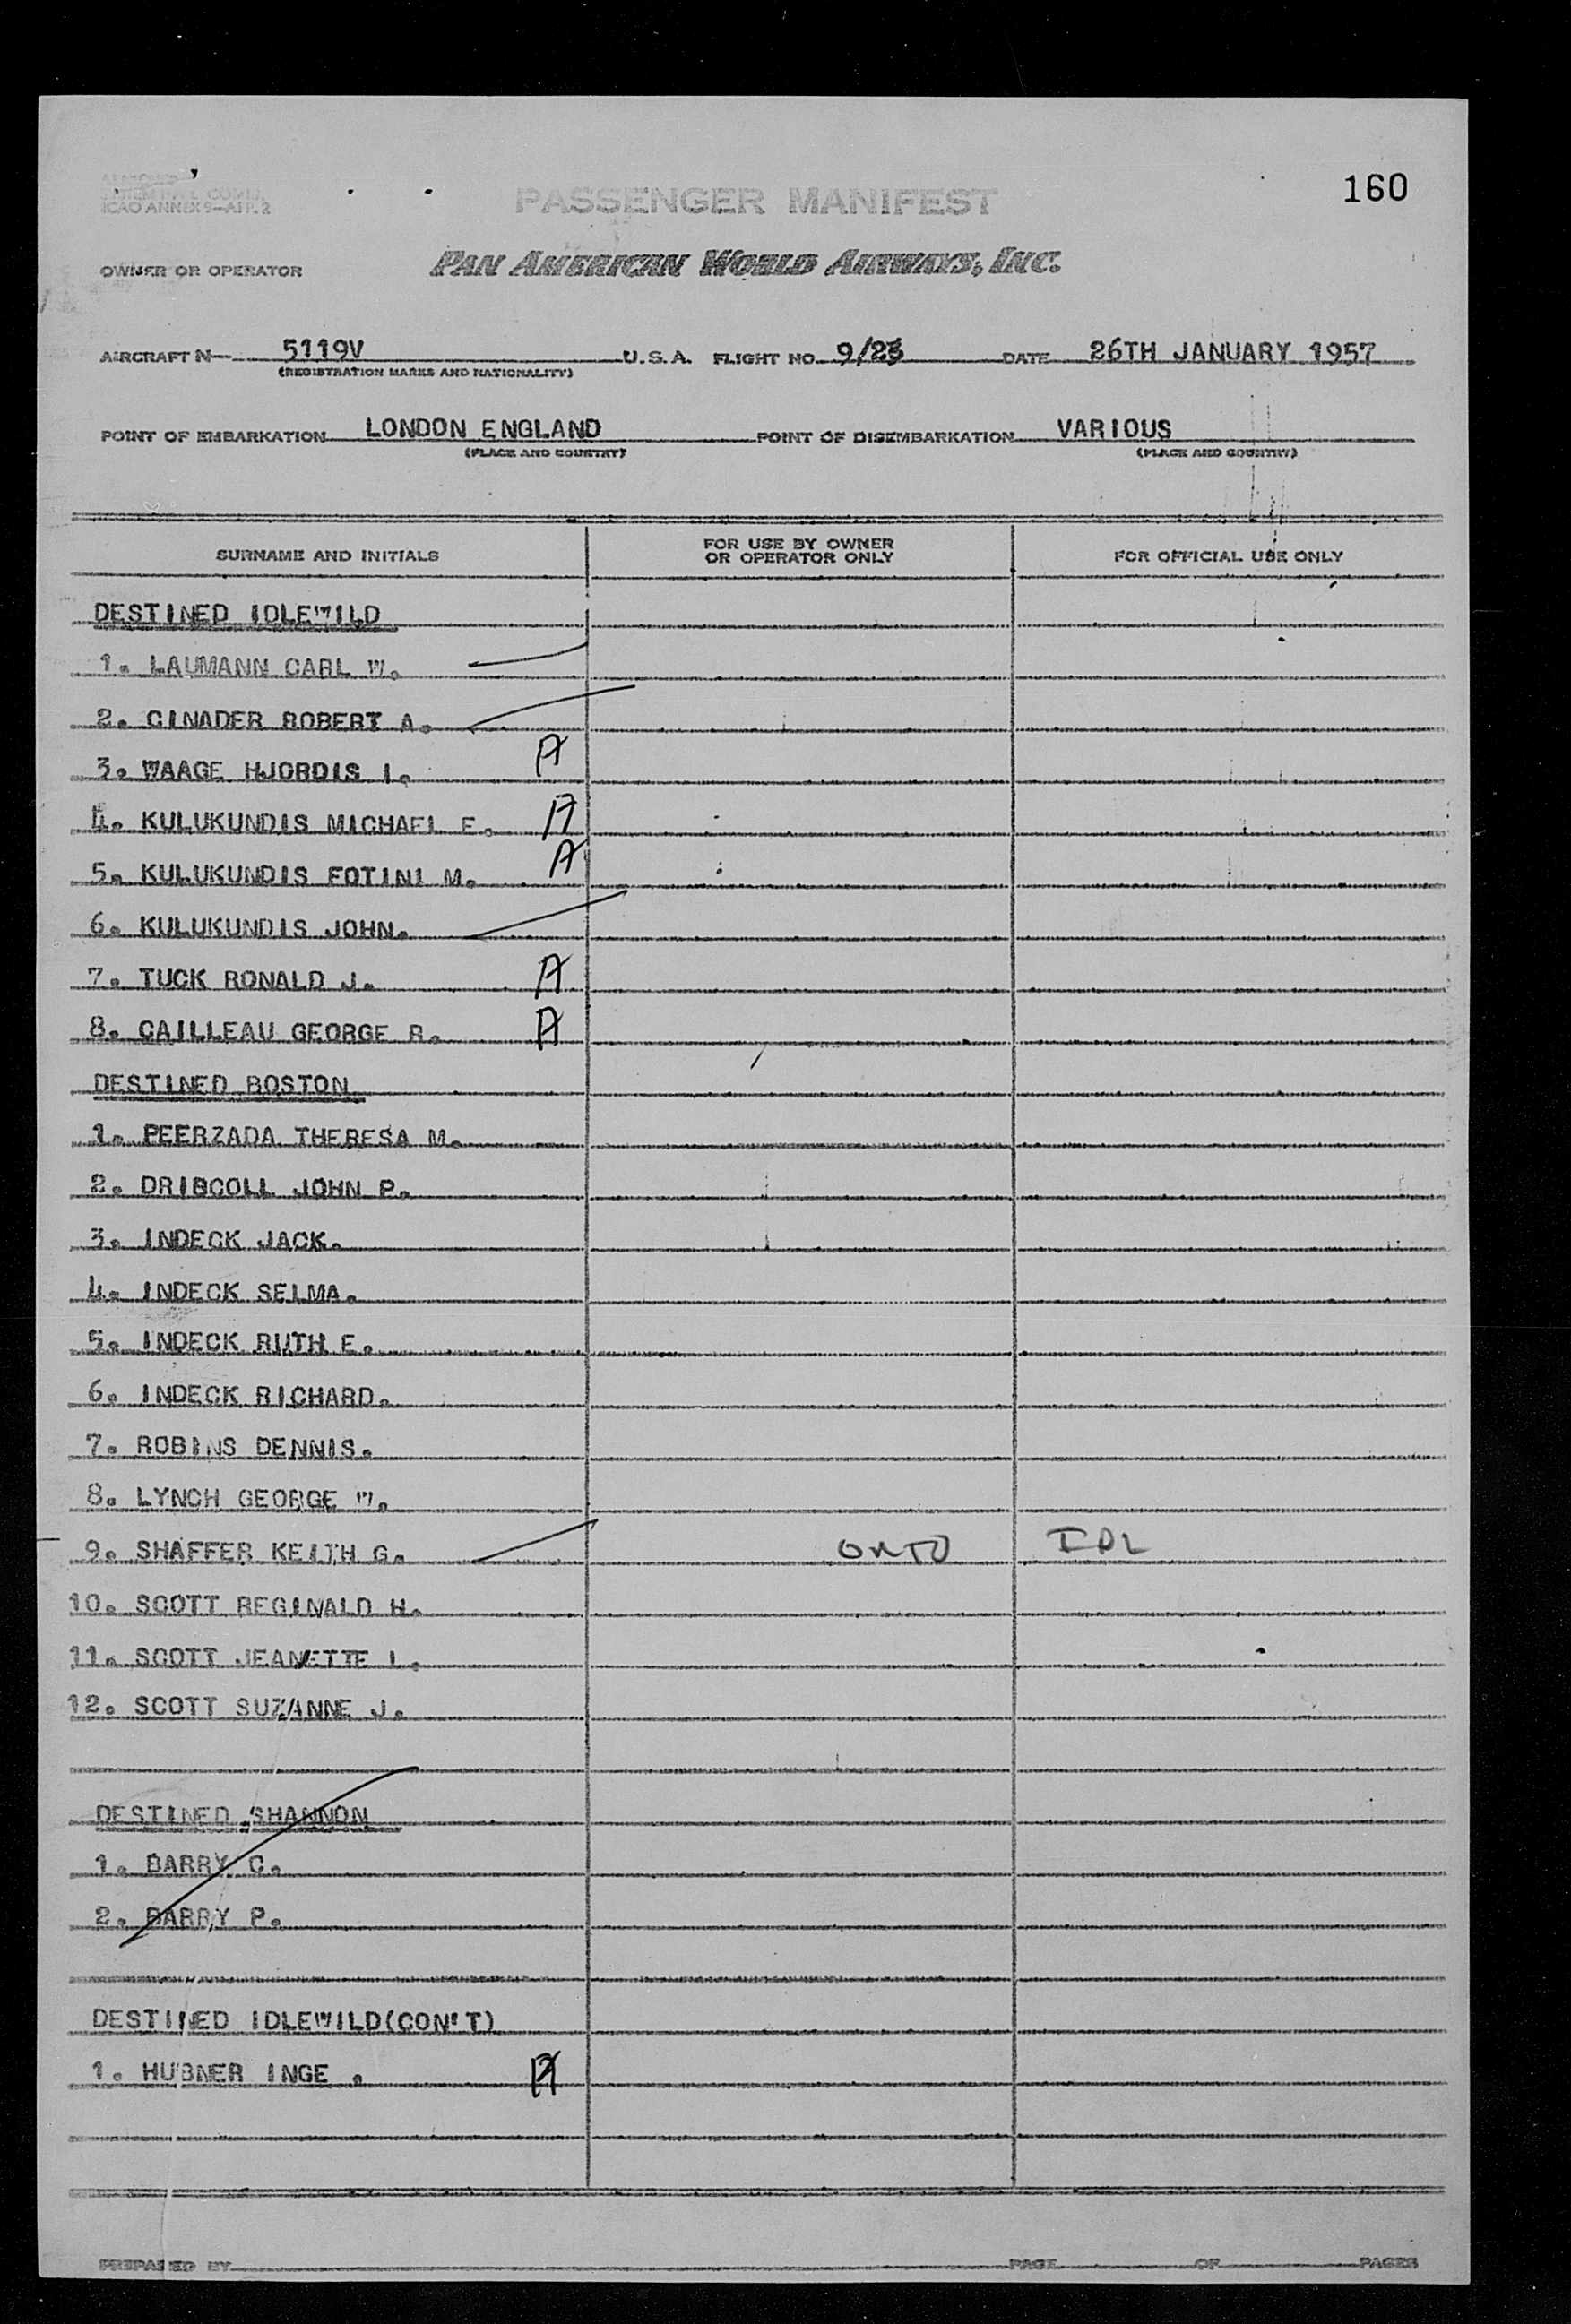 160
ICAO ANNEX 9—APP. 2
PASSENGER MANIFEST
OWNER OR OPERATOR PAN AMERICAN WORLD AIRWAYS, INC.
AIRCRAFT N— 5119V U.S.A. FLIGHT NO. 9/23 DATE 26TH JANUARY 1957
(REGISTRATION MARKS AND NATIONALITY)
POINT OF EMBARKATION LONDON ENGLAND POINT OF DISEMBARKATION VARIOUS
(PLACE AND COUNTRY) (PLACE AND COUNTRY)
SURNAME AND INITIALS FOR USE BY OWNER OR OPERATOR ONLY FOR OFFICIAL USE ONLY
DESTINED IDLEWILD
1. LAUMANN CARL W.
2. CINADER ROBERT A.
3. WAAGE HJORDIS I. A
4. KULUKUNDIS MICHAEL E. A
5. KULUKUNDIS FOTINI M. A
6. KULUKUNDIS JOHN.
7. TUCK RONALD J. A
8. CAILLEAU GEORGE R. A
DESTINED BOSTON
1. PEERZADA THERESA M.
2. DRISCOLL JOHN P.
3. INDECK JACK.
4. INDECK SELMA.
5. INDECK RUTH E.
6. INDECK RICHARD.
7. ROBINS DENNIS.
8. LYNCH GEORGE W.
9. SHAFFER KEITH G. ONTO IDL
10. SCOTT REGINALD H.
11. SCOTT JEANETTE I.
12. SCOTT SUZANNE J.
DESTINED SHANNON
1. BARRY C.
2. BARRY P.
DESTINED IDLEWILD(CON'T)
1. HUBNER INGE . A
PREPARED BY PAGE OF PAGES